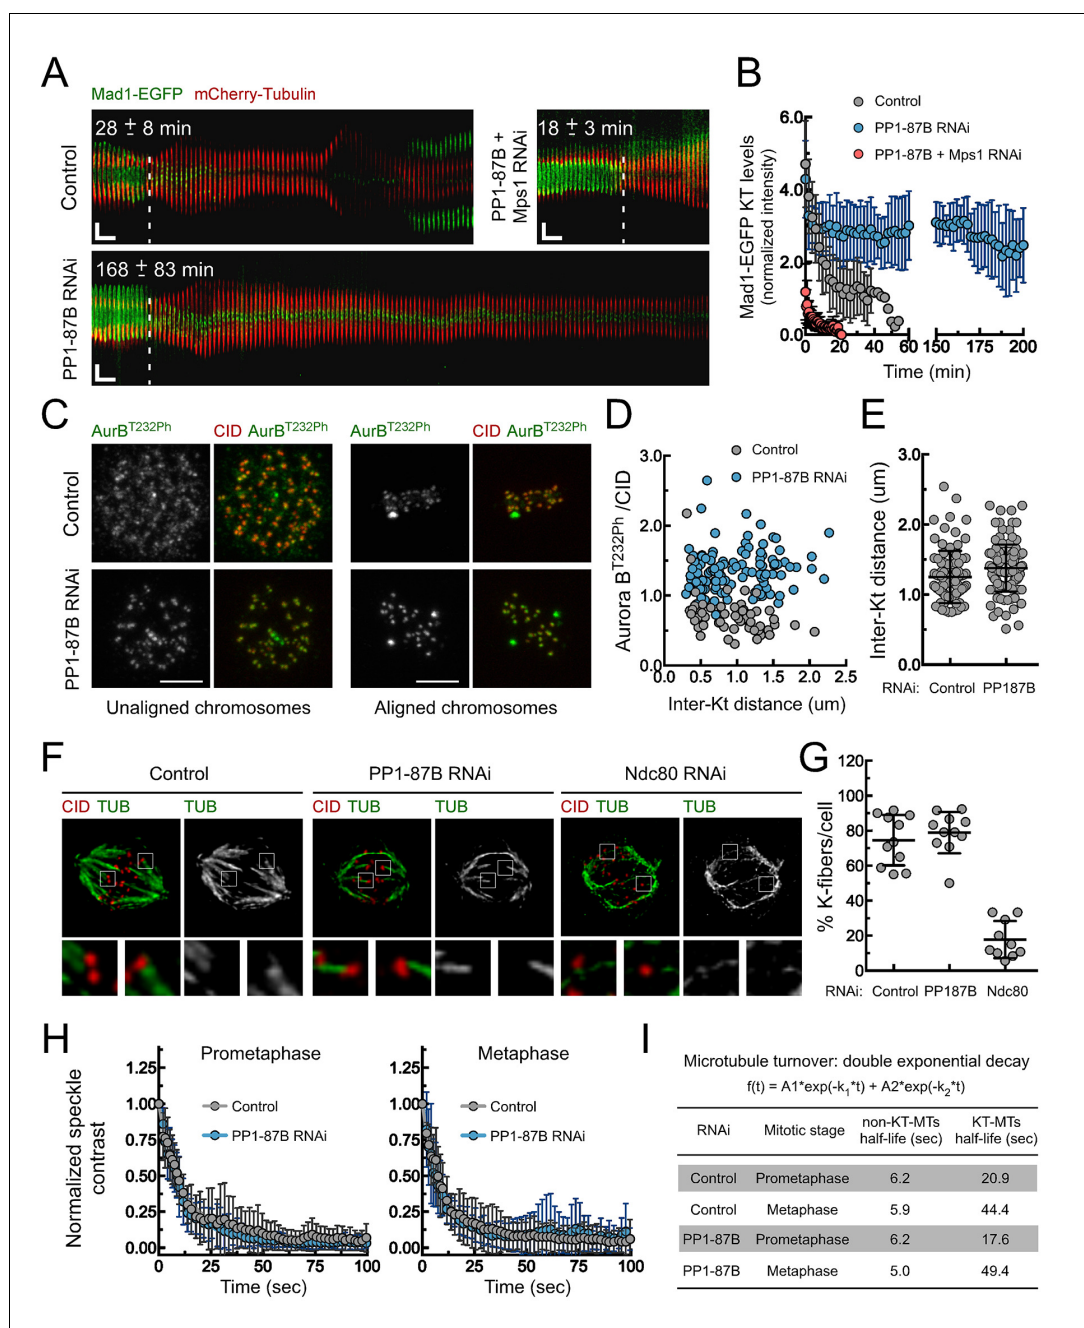 A
Mad1-EGFP mCherry-Tubulin
Control
28 ± 8 min
PP1-87B +
Mps1 RNAi
18 ± 3 min
PP1-87B RNAi
168 ± 83 min
B
Mad1-EGFP KT levels
(normalized intensity)
6.0
4.0
2.0
0.0
Control
PP1-87B RNAi
PP1-87B + Mps1 RNAi
0 20 40 60 150 175 200
Time (min)
C
AurB^T232Ph CID AurB^T232Ph AurB^T232Ph CID AurB^T232Ph
Control
PP1-87B RNAi
Unaligned chromosomes Aligned chromosomes
D
Aurora B^T232Ph/CID
Control
PP1-87B RNAi
3.0
2.0
1.0
0.0
0.0 0.5 1.0 1.5 2.0 2.5
Inter-Kt distance (um)
E
Inter-Kt distance (um)
3.0
2.0
1.0
0.0
RNAi: Control PP187B
F
Control PP1-87B RNAi Ndc80 RNAi
CID TUB TUB CID TUB TUB CID TUB TUB
G
% K-fibers/cell
120
100
80
60
40
20
0
RNAi: Control PP187B Ndc80
H
Normalized speckle
contrast
Prometaphase
Control
PP1-87B RNAi
1.25
1.00
0.75
0.50
0.25
0.00
0 25 50 75 100
Time (sec)
Metaphase
Control
PP1-87B RNAi
1.25
1.00
0.75
0.50
0.25
0.00
0 25 50 75 100
Time (sec)
I
Microtubule turnover: double exponential decay
f(t) = A1*exp(-k₁*t) + A2*exp(-k₂*t)
RNAi Mitotic stage non-KT-MTs half-life (sec) KT-MTs half-life (sec)
Control Prometaphase 6.2 20.9
Control Metaphase 5.9 44.4
PP1-87B Prometaphase 6.2 17.6
PP1-87B Metaphase 5.0 49.4